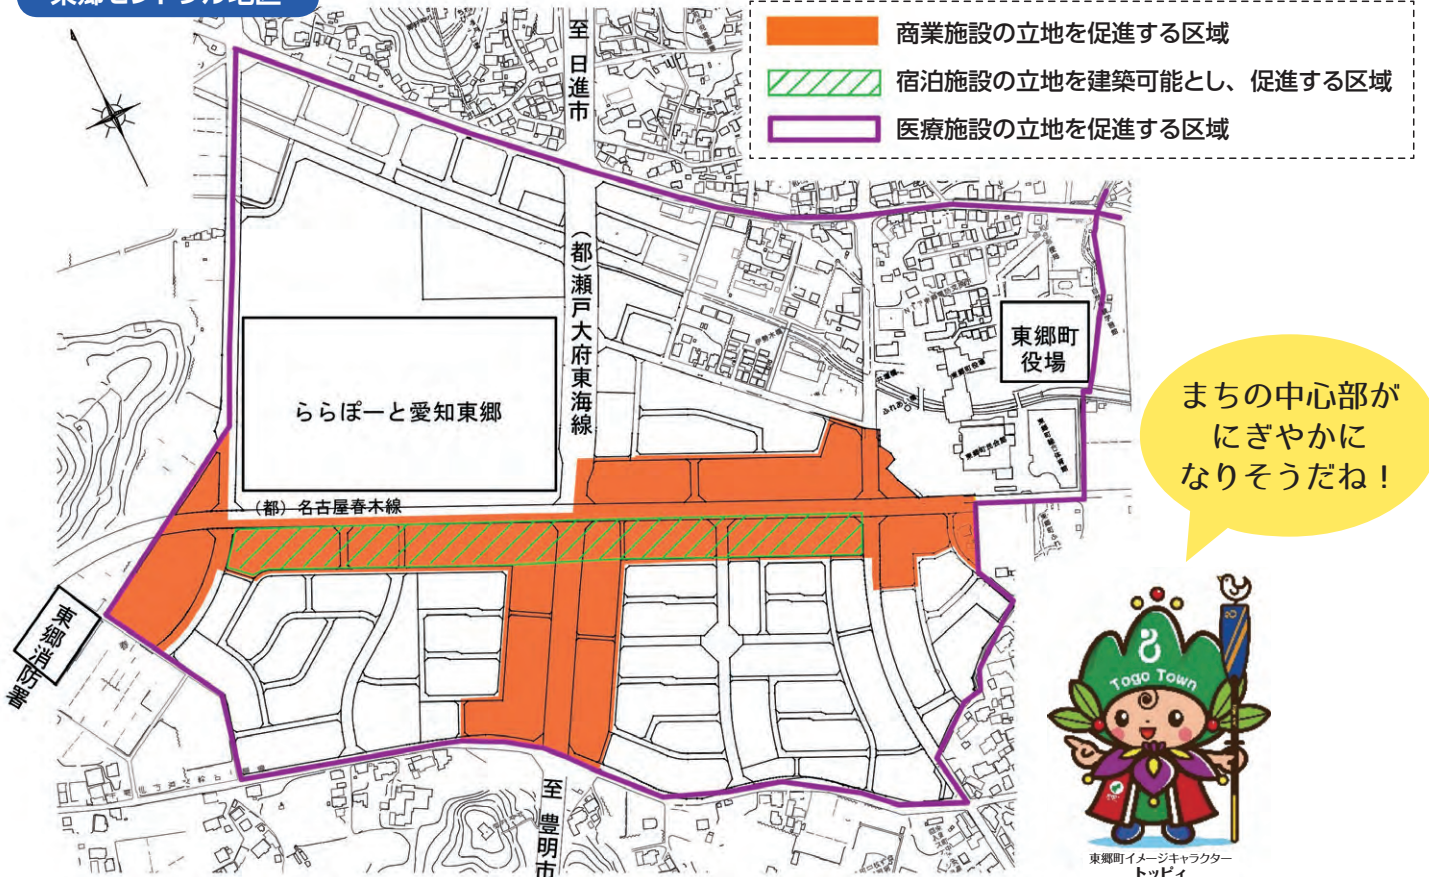 東郷セントラル地区
商業施設の立地を促進する区域
宿泊施設の立地を建築可能とし、促進する区域
医療施設の立地を促進する区域
至 日進市
(都)瀬戸大府東海線
ららぽーと愛知東郷
東郷町
役場
東郷町役場
(都) 名古屋春木線
東郷消防署
至 豊明市
まちの中心部が
にぎやかに
なりそうだね!
Togo Town
東郷町イメージキャラクター
トッピィ